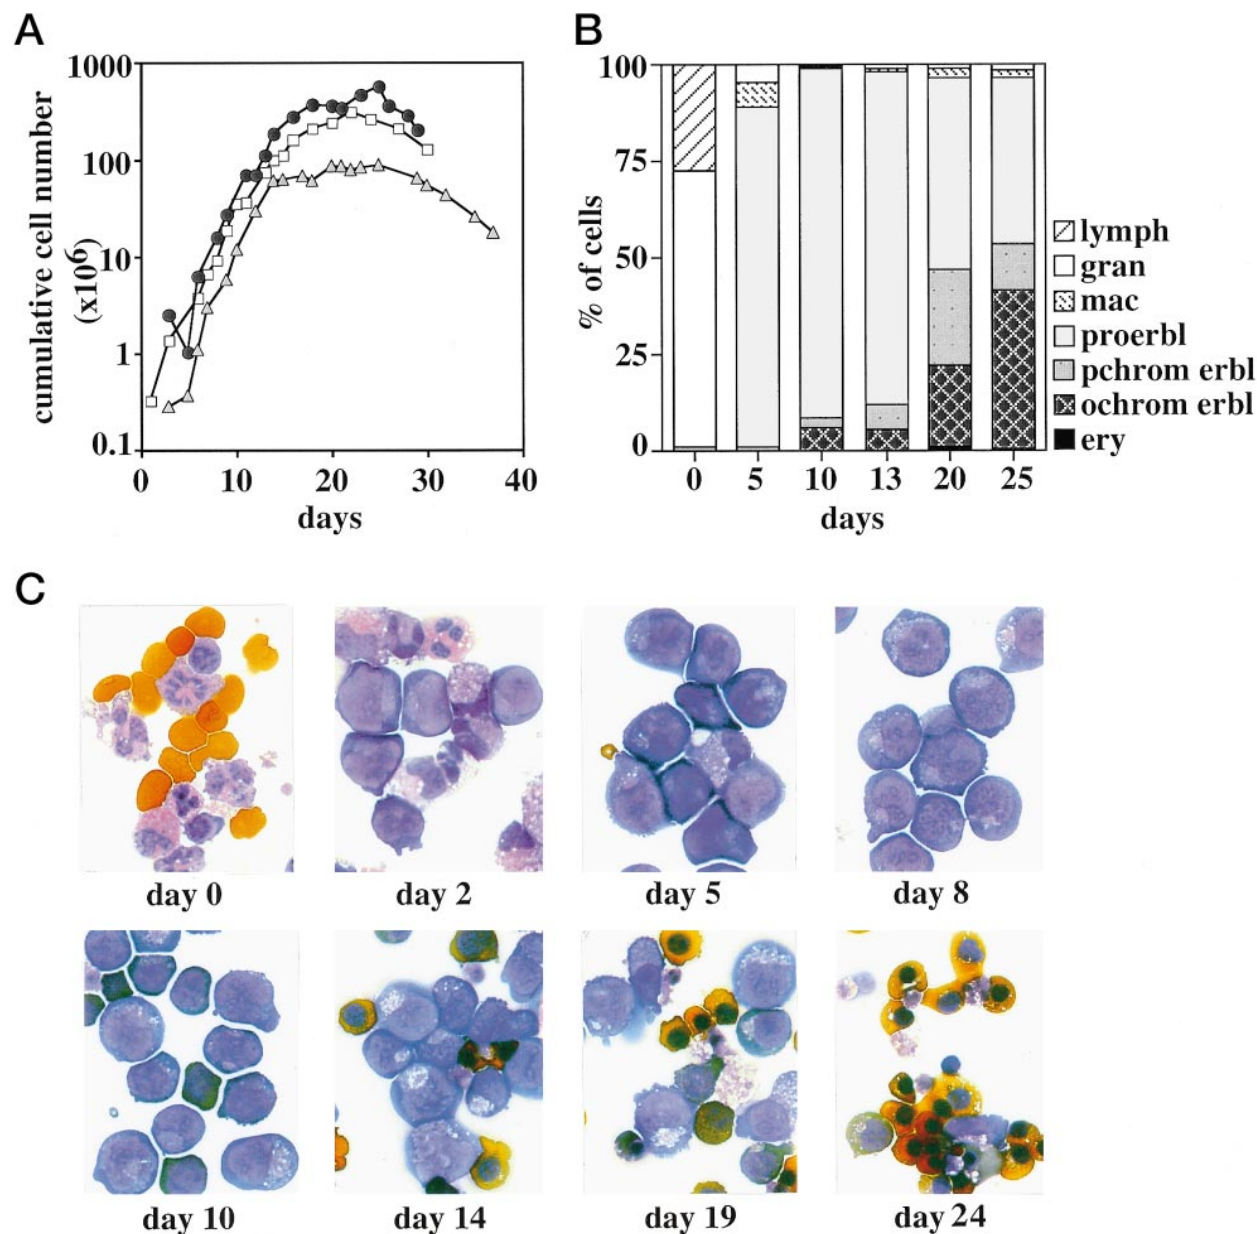 A
1000
100
10
1
0.1
cumulative cell number
(x10⁶)
0 10 20 30 40
days
B
100
75
50
25
0
% of cells
0 5 10 13 20 25
days
lymph
gran
mac
proerbl
pchrom erbl
ochrom erbl
ery
C
day 0
day 2
day 5
day 8
day 10
day 14
day 19
day 24